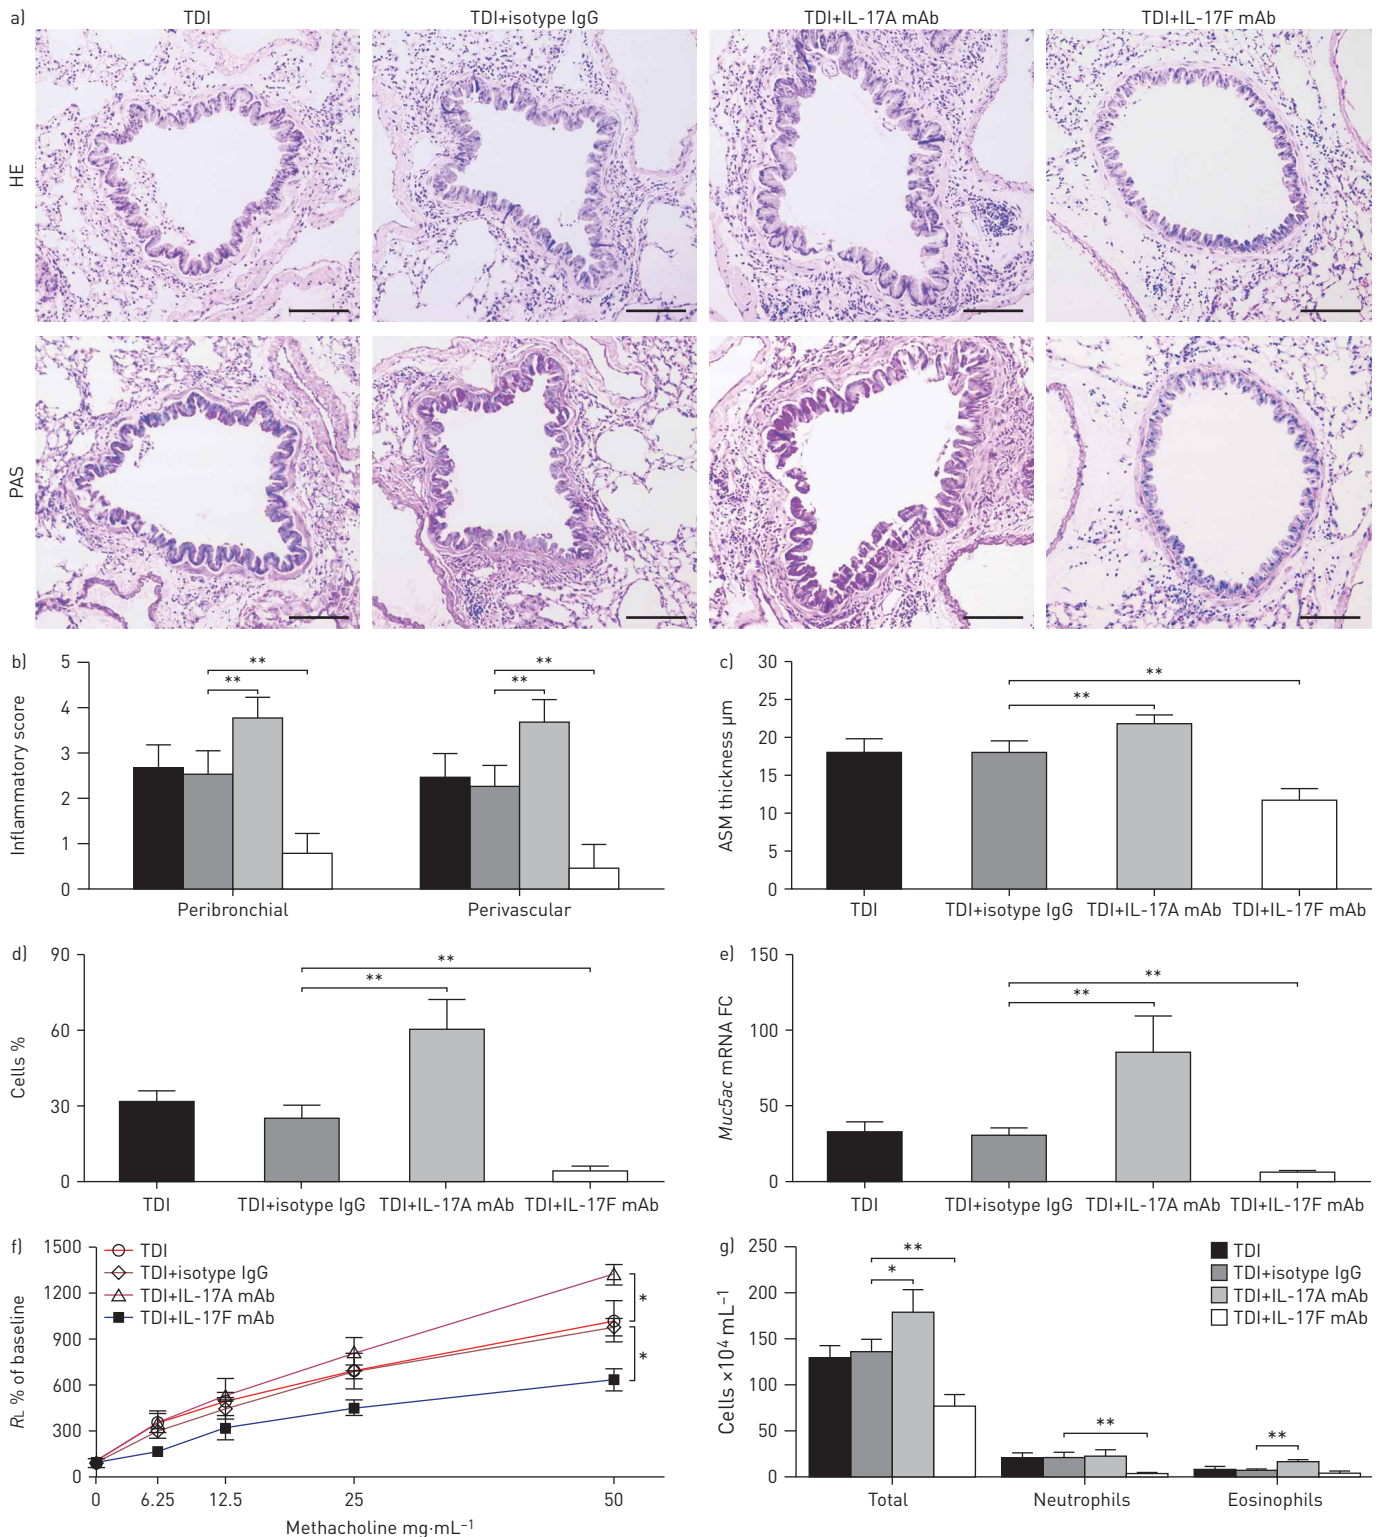 a) TDI TDI+isotype IgG TDI+IL-17A mAb TDI+IL-17F mAb
HE
PAS
b)
5
4
3
2
1
0
Inflammatory score
** ** ** **
Peribronchial Perivascular
c)
30
25
20
15
10
5
0
ASM thickness µm
**
**
TDI TDI+isotype IgG TDI+IL-17A mAb TDI+IL-17F mAb
d)
90
60
30
0
Cells %
**
**
TDI TDI+isotype IgG TDI+IL-17A mAb TDI+IL-17F mAb
e)
150
100
50
0
Muc5ac mRNA FC
**
**
TDI TDI+isotype IgG TDI+IL-17A mAb TDI+IL-17F mAb
f)
1500
1200
900
600
300
0
RL % of baseline
TDI
TDI+isotype IgG
TDI+IL-17A mAb
TDI+IL-17F mAb
*
*
0 6.25 12.5 25 50
Methacholine mg·mL−1
g)
250
200
150
100
50
0
Cells ×10⁴ mL−1
TDI
TDI+isotype IgG
TDI+IL-17A mAb
TDI+IL-17F mAb
**
*
**
**
Total Neutrophils Eosinophils